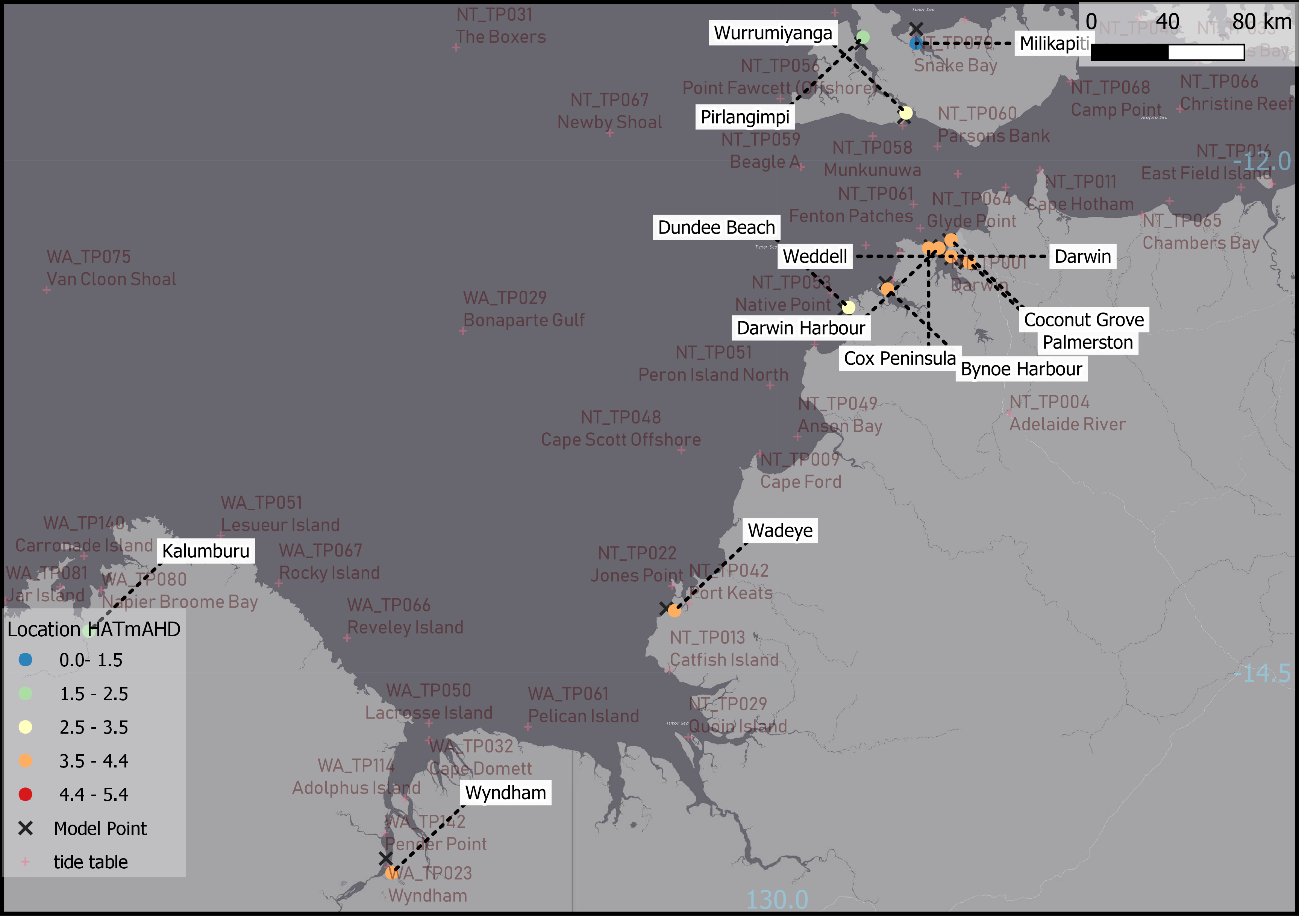 NT_TP031
The Boxers
Wurrumiyanga
Milikapiti
0 40 80 km
NT_TP056
Point Fawcett (Offshore)
Snake Bay
NT_TP067
Newby Shoal
Pirlangimpi
NT_TP068
Camp Point
NT_TP066
Christine Reef
NT_TP060
Parsons Bank
NT_TP059
Beagle A
NT_TP058
Munkunuwa
NT_TP016
East Field Island
-12.0
NT_TP061
Fenton Patches
NT_TP064
Glyde Point
NT_TP011
Cape Hotham
NT_TP065
Chambers Bay
Dundee Beach
Weddell
Darwin
WA_TP075
Van Cloon Shoal
Native Point
Darwin
WA_TP029
Bonaparte Gulf
Darwin Harbour
Coconut Grove
Palmerston
Cox Peninsula
Bynoe Harbour
NT_TP051
Peron Island North
NT_TP048
Cape Scott Offshore
NT_TP049
Anson Bay
NT_TP004
Adelaide River
NT_TP009
Cape Ford
WA_TP051
Lesueur Island
WA_TP140
Carronade Island
Kalumburu
WA_TP067
Rocky Island
WA_TP081
Jar Island
WA_TP080
Napier Broome Bay
Wadeye
NT_TP022
Jones Point
NT_TP042
Port Keats
WA_TP066
Reveley Island
NT_TP013
Catfish Island
-14.5
Location HATmAHD
0.0- 1.5
1.5 - 2.5
2.5 - 3.5
3.5 - 4.4
4.4 - 5.4
Model Point
tide table
WA_TP050
Lacrosse Island
WA_TP061
Pelican Island
NT_TP029
Quoin Island
WA_TP032
Cape Domett
WA_TP114
Adolphus Island
Wyndham
WA_TP142
Pender Point
WA_TP023
Wyndham
130.0